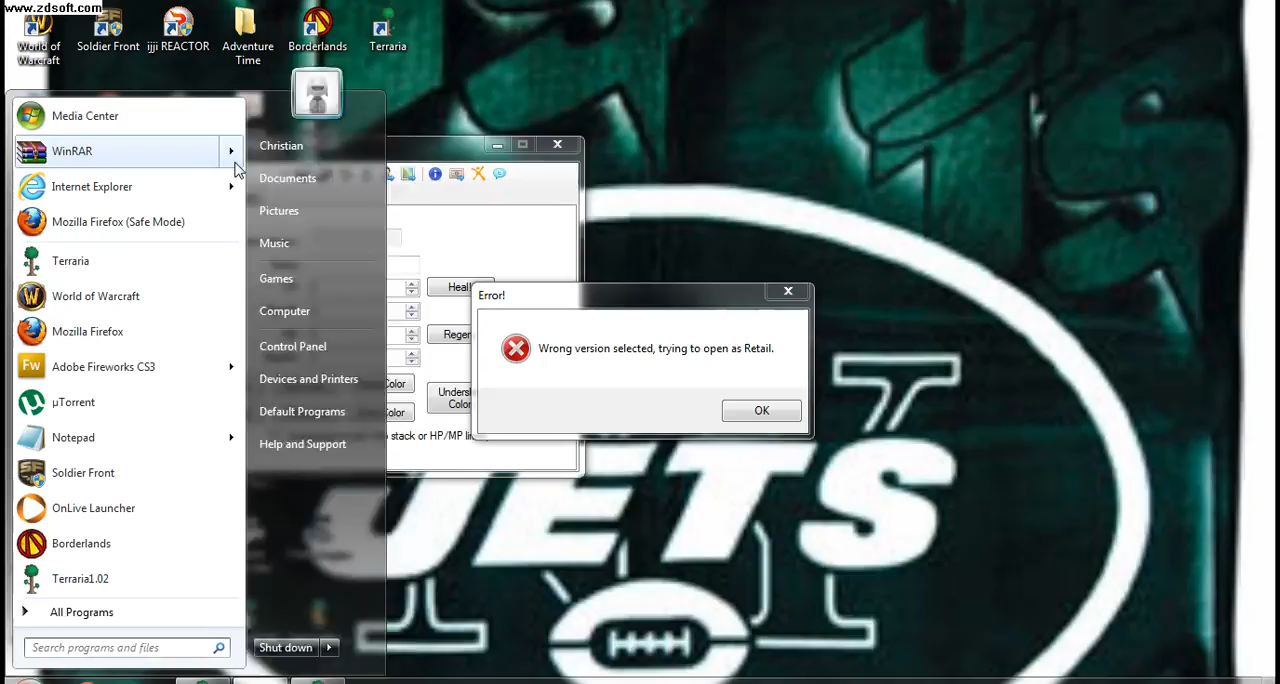 www.zdsoft.com
World of
Warcraft
Soldier Front
ijji REACTOR
Adventure
Time
Borderlands
Terraria
Media Center
WinRAR
Internet Explorer
Mozilla Firefox (Safe Mode)
Terraria
World of Warcraft
Mozilla Firefox
Adobe Fireworks CS3
µTorrent
Notepad
Soldier Front
OnLive Launcher
Borderlands
Terraria1.02
All Programs
Search programs and files
Christian
Documents
Pictures
Music
Games
Computer
Control Panel
Devices and Printers
Default Programs
Help and Support
Shut down
Color
stack or HP/MP
Error!
Wrong version selected, trying to open as Retail.
OK
JETS